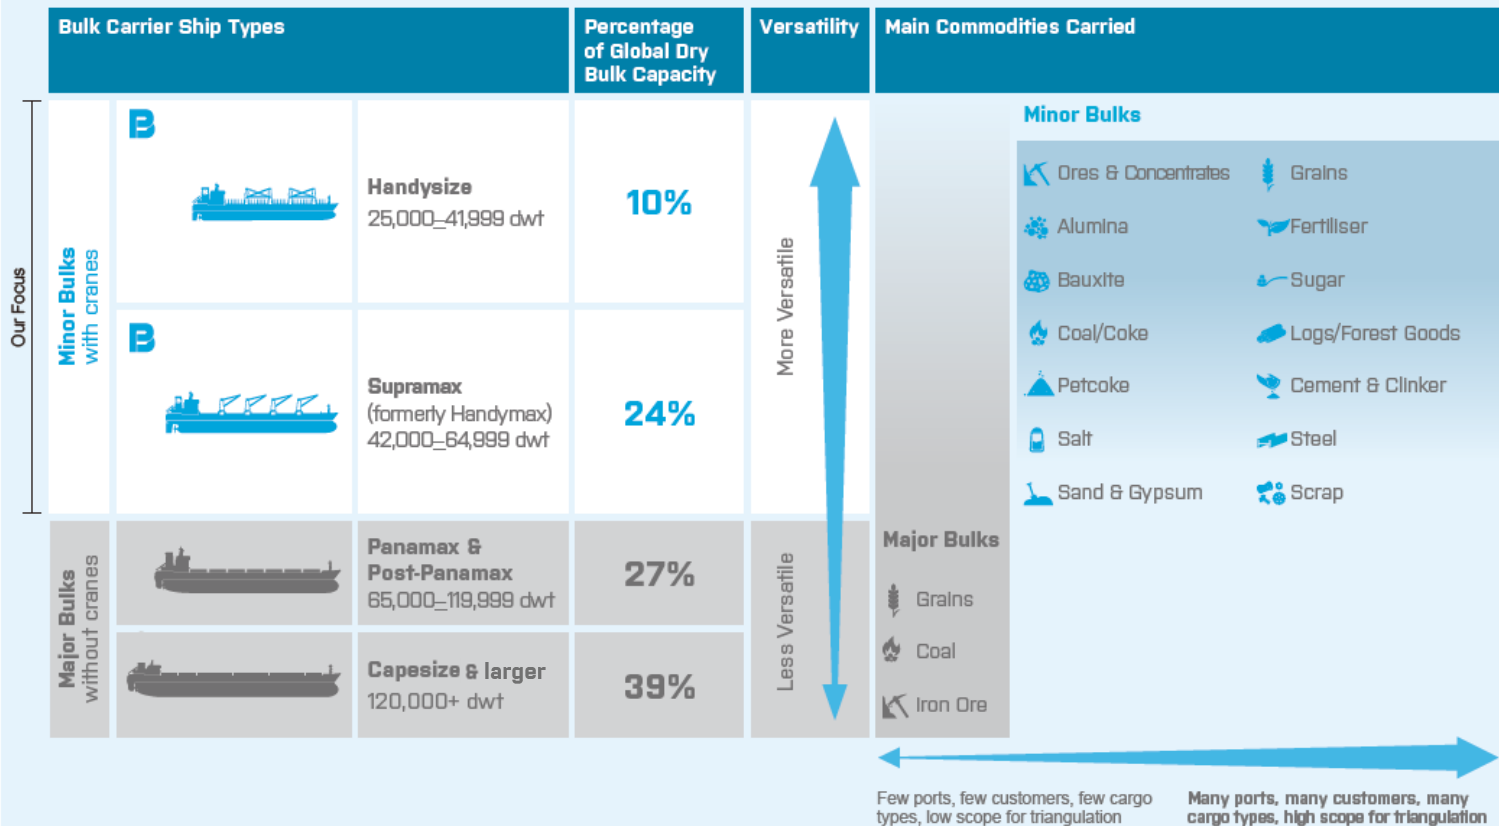 Bulk Carrier Ship Types
Percentage
of Global Dry
Bulk Capacity
Versatility
Main Commodities Carried
Our Focus
Minor Bulks
with cranes
B
Handysize
25,000–41,999 dwt
10%
B
Supramax
(formerly Handymax)
42,000–64,999 dwt
24%
More Versatile
Major Bulks
without cranes
Panamax &
Post-Panamax
65,000–119,999 dwt
27%
Capesize & larger
120,000+ dwt
39%
Less Versatile
Minor Bulks
Ores & Concentrates
Grains
Alumina
Fertiliser
Bauxite
Sugar
Coal/Coke
Logs/Forest Goods
Petcoke
Cement & Clinker
Salt
Steel
Sand & Gypsum
Scrap
Major Bulks
Grains
Coal
Iron Ore
Few ports, few customers, few cargo
types, low scope for triangulation
Many ports, many customers, many
cargo types, high scope for triangulation